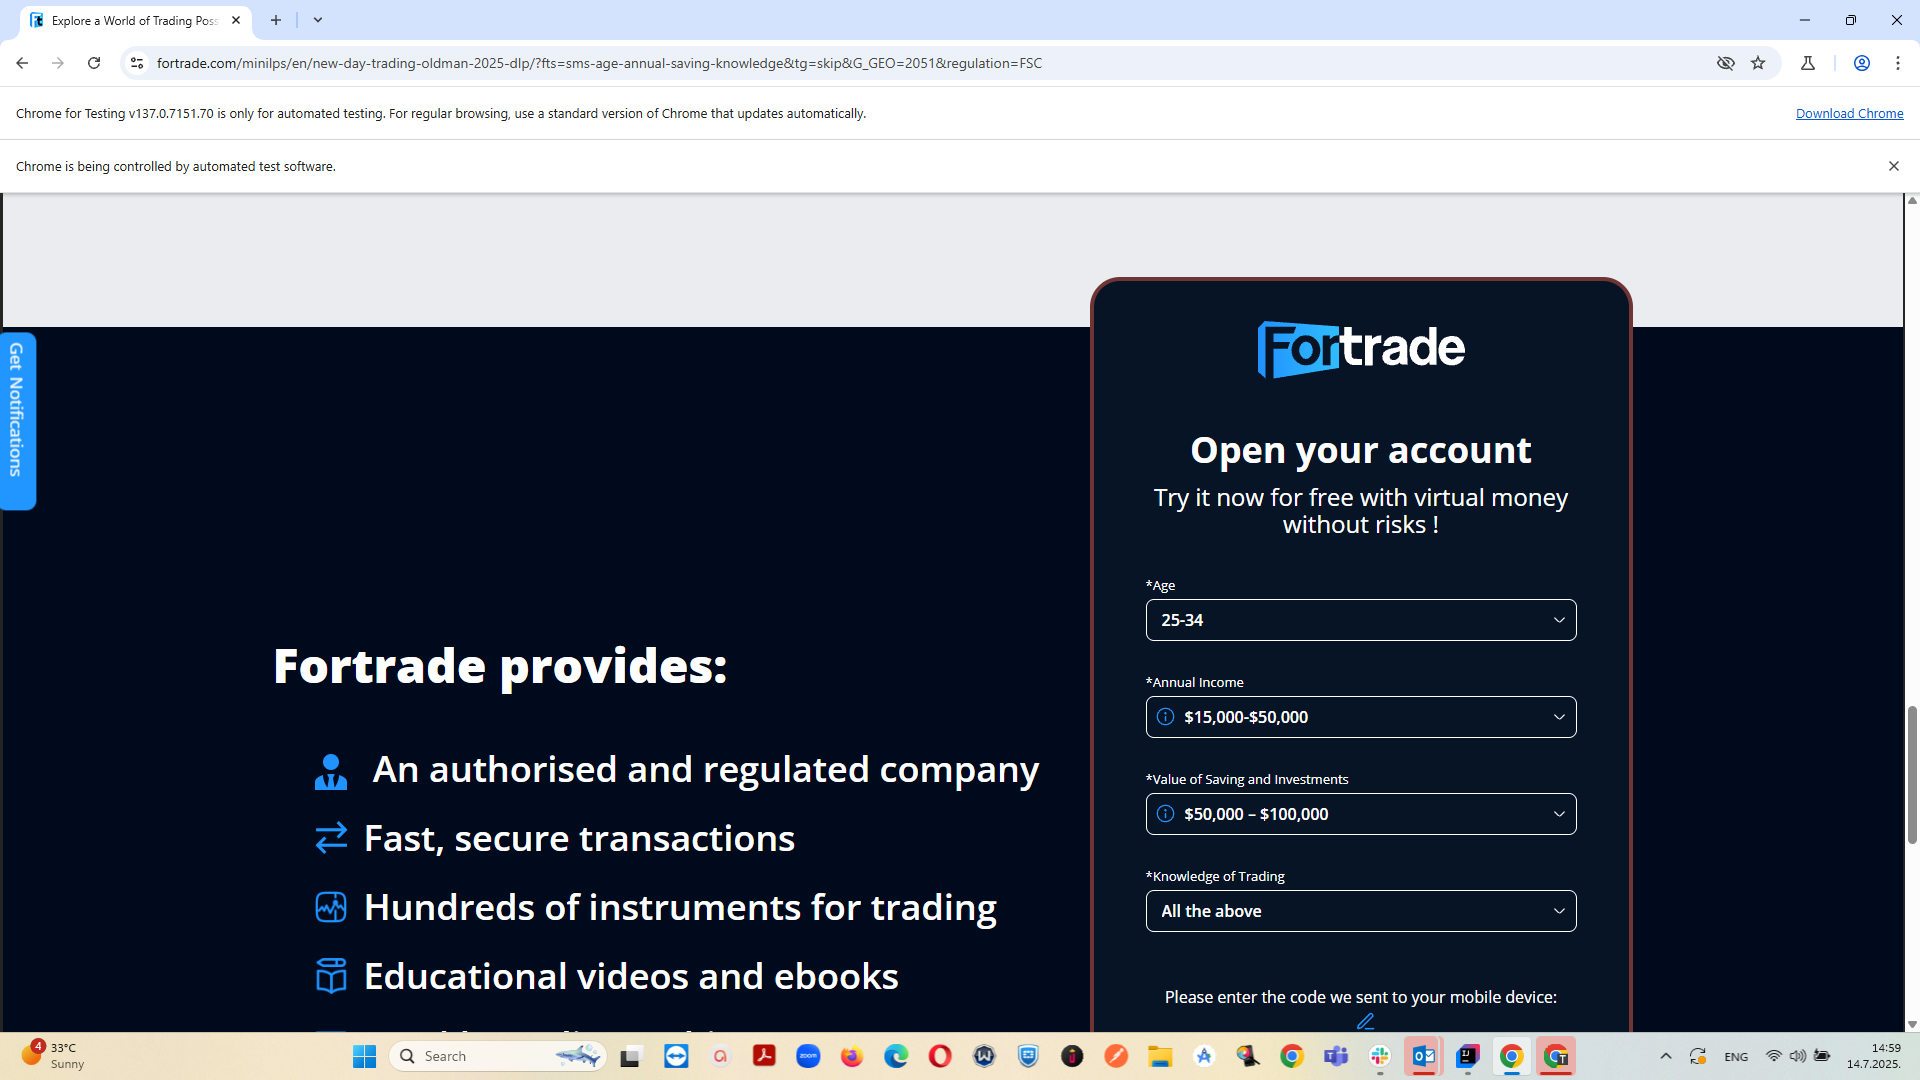 Explore a World of Trading Poss
fortrade.com/minilps/en/new-day-trading-oldman-2025-dlp/?fts=sms-age-annual-saving-knowledge&tg=skip&G_GEO=2051&regulation=FSC
Chrome for Testing v137.0.7151.70 is only for automated testing. For regular browsing, use a standard version of Chrome that updates automatically.
Download Chrome
Chrome is being controlled by automated test software.
Get Notifications
Fortrade provides:
An authorised and regulated company
Fast, secure transactions
Hundreds of instruments for trading
Educational videos and ebooks
Fortrade
Open your account
Try it now for free with virtual money
without risks !
*Age
25-34
*Annual Income
$15,000-$50,000
*Value of Saving and Investments
$50,000 – $100,000
*Knowledge of Trading
All the above
Please enter the code we sent to your mobile device:
4
33°C
Sunny
Search
zoom
ENG
14:59
14.7.2025.